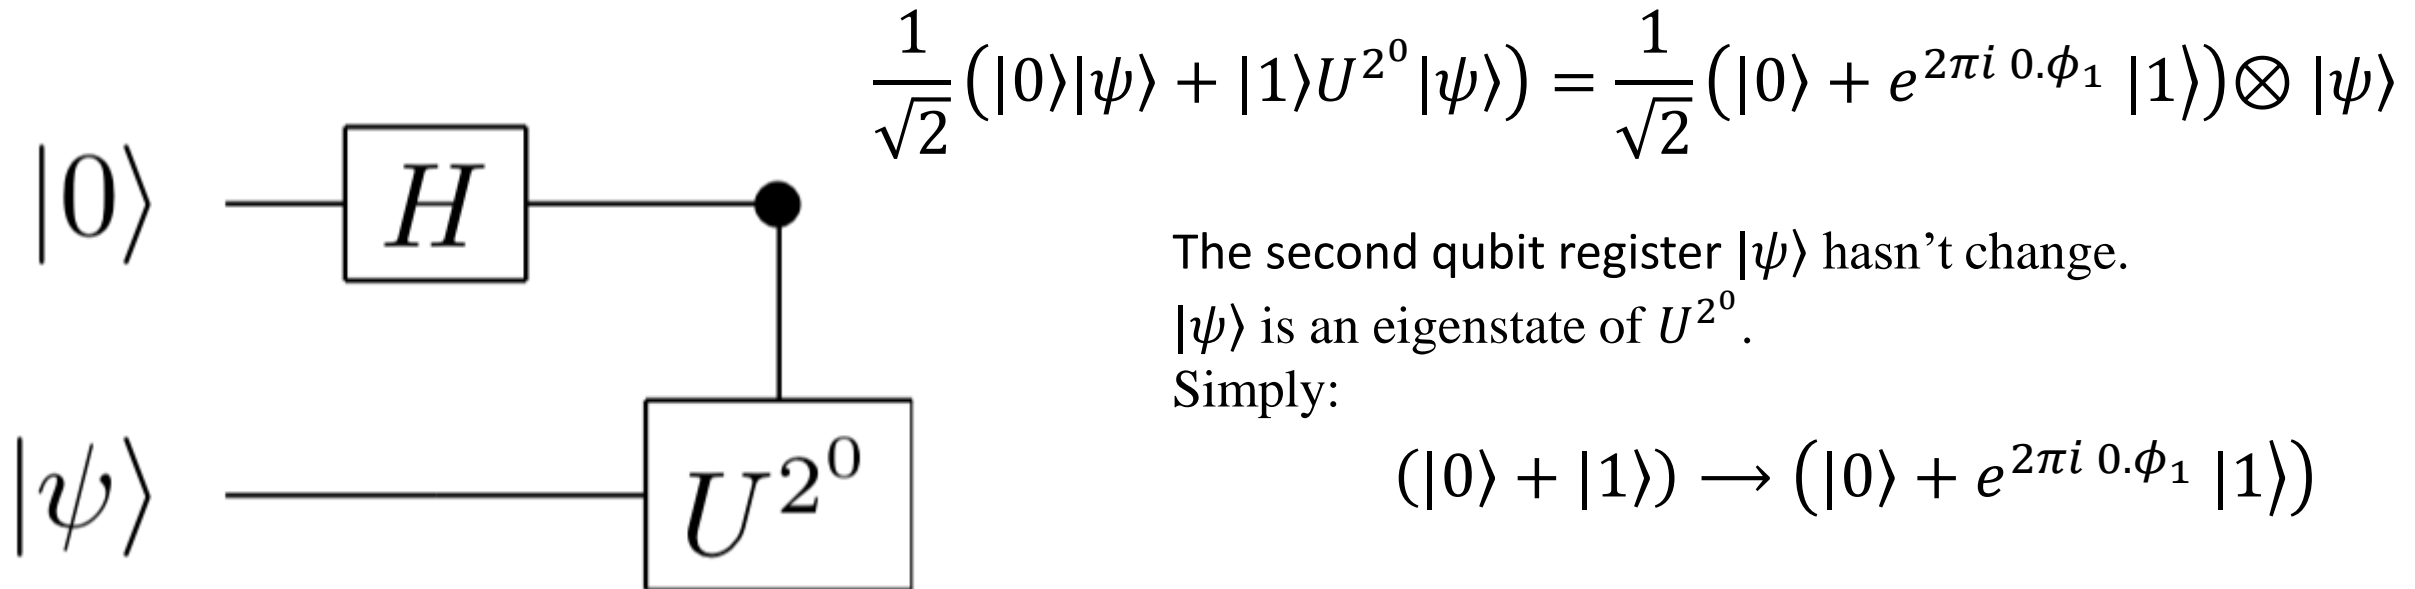 1/√2 (|0⟩|ψ⟩ + |1⟩U^{2^0}|ψ⟩) = 1/√2 (|0⟩ + e^{2πi 0.ϕ₁} |1⟩)⊗ |ψ⟩
|0⟩ H
The second qubit register |ψ⟩ hasn’t change.
|ψ⟩ is an eigenstate of U^{2^0}.
Simply:
(|0⟩ + |1⟩) ⟶ (|0⟩ + e^{2πi 0.ϕ₁} |1⟩)
|ψ⟩ U^{2^0}